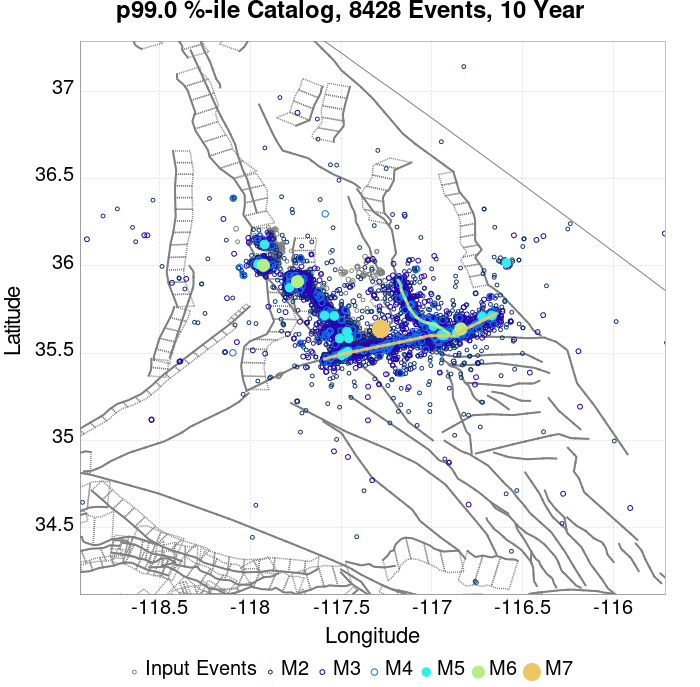 p99.0 %-ile Catalog, 8428 Events, 10 Year
37
36.5
36
35.5
35
34.5
Latitude
-118.5 -118 -117.5 -117 -116.5 -116
Longitude
Input Events M2 M3 M4 M5 M6 M7